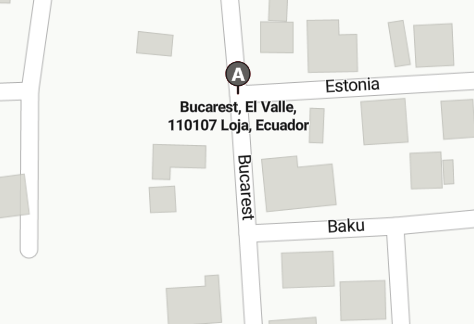 A
Estonia
Bucarest, El Valle,
110107 Loja, Ecuador
Bucarest
Baku